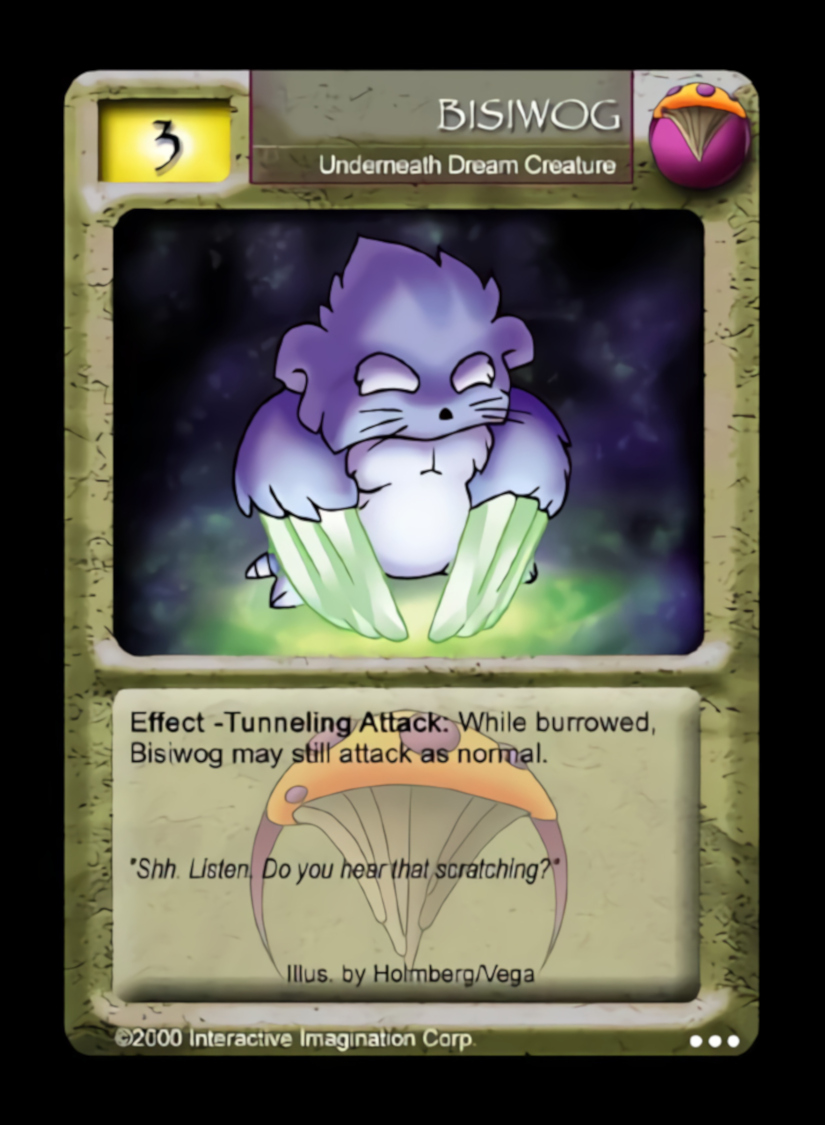 3
BISIWOG
Underneath Dream Creature
Effect -Tunneling Attack: While burrowed,
Bisiwog may still attack as normal.
"Shh. Listen. Do you hear that scratching?"
Illus. by Holmberg/Vega
©2000 Interactive Imagination Corp.